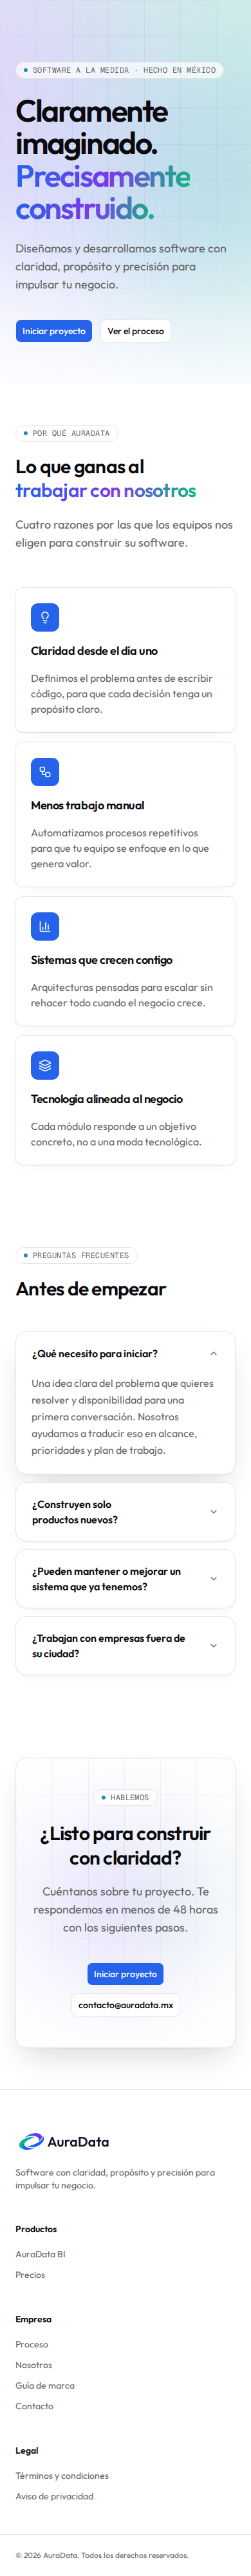 SOFTWARE A LA MEDIDA · HECHO EN MÉXICO
Claramente
imaginado.
Precisamente
construido.
Diseñamos y desarrollamos software con
claridad, propósito y precisión para
impulsar tu negocio.
Iniciar proyecto
Ver el proceso
POR QUÉ AURADATA
Lo que ganas al
trabajar con nosotros
Cuatro razones por las que los equipos nos
eligen para construir su software.
Claridad desde el día uno
Definimos el problema antes de escribir
código, para que cada decisión tenga un
propósito claro.
Menos trabajo manual
Automatizamos procesos repetitivos
para que tu equipo se enfoque en lo que
genera valor.
Sistemas que crecen contigo
Arquitecturas pensadas para escalar sin
rehacer todo cuando el negocio crece.
Tecnología alineada al negocio
Cada módulo responde a un objetivo
concreto, no a una moda tecnológica.
PREGUNTAS FRECUENTES
Antes de empezar
¿Qué necesito para iniciar?
Una idea clara del problema que quieres
resolver y disponibilidad para una
primera conversación. Nosotros
ayudamos a traducir eso en alcance,
prioridades y plan de trabajo.
¿Construyen solo
productos nuevos?
¿Pueden mantener o mejorar un
sistema que ya tenemos?
¿Trabajan con empresas fuera de
su ciudad?
HABLEMOS
¿Listo para construir
con claridad?
Cuéntanos sobre tu proyecto. Te
respondemos en menos de 48 horas
con los siguientes pasos.
Iniciar proyecto
contacto@auradata.mx
AuraData
Software con claridad, propósito y precisión para
impulsar tu negocio.
Productos
AuraData BI
Precios
Empresa
Proceso
Nosotros
Guía de marca
Contacto
Legal
Términos y condiciones
Aviso de privacidad
© 2026 AuraData. Todos los derechos reservados.